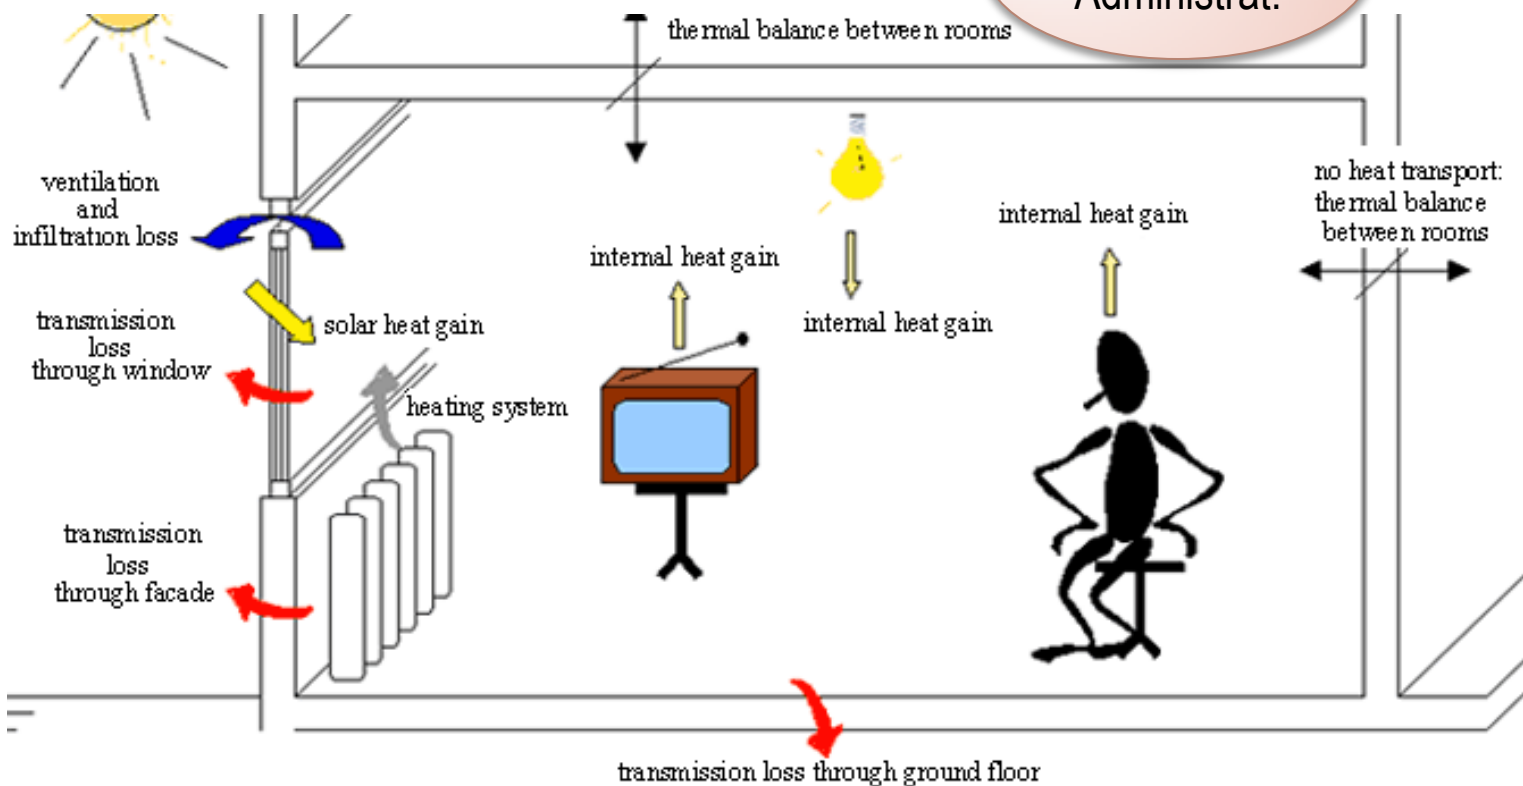 Administrat.
thermal balance between rooms
ventilation
and
infiltration loss
no heat transport:
thermal balance
between rooms
internal heat gain
internal heat gain
internal heat gain
solar heat gain
transmission
loss
through window
heating system
transmission
loss
through facade
transmission loss through ground floor